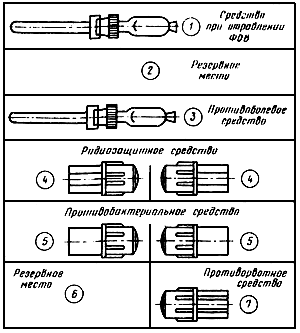 Средство
при отравлении
ФОВ
1
2
Резервное
место
3
Противоболевое
средство
Радиозащитное средство
4
4
Противобактериальное средство
5
5
Резервное
место
6
Противорвотное
средство
7